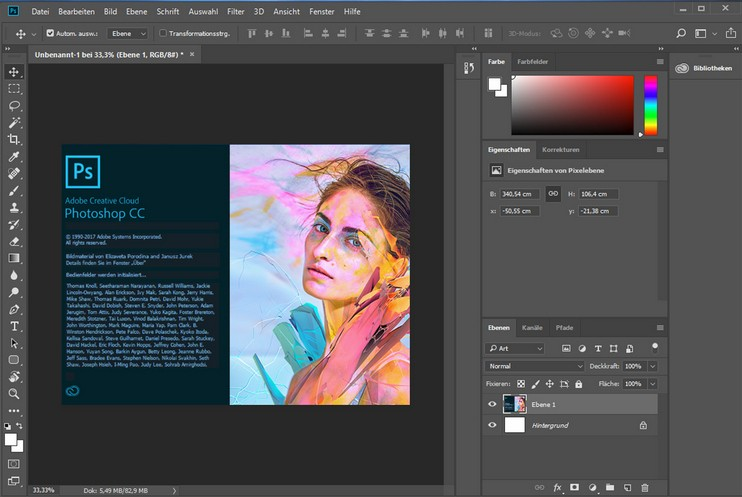 Ps
Datei Bearbeiten Bild Ebene Schrift Auswahl Filter 3D Ansicht Fenster Hilfe
Autom. ausw.: Ebene Transformationsstrg. 3D-Modus:
Unbenannt-1 bei 33,3% (Ebene 1, RGB/8#) * ×
Farbe Farbfelder
Bibliotheken
Eigenschaften Korrekturen
Eigenschaften von Pixelebene
B: 340,54 cm H: 106,4 cm
x: -50,55 cm y: -21,38 cm
Ps
Adobe Creative Cloud
Photoshop CC
© 1990-2017 Adobe Systems Incorporated.
All rights reserved.
Bildmaterial von Elizaveta Porodina and Janusz Jurek
Details finden Sie im Fenster „Über“
Bedienfelder werden initialisiert...
Thomas Knoll, Seetharaman Narayanan, Russell Williams, Jackie
Lincoln-Owyang, Alan Erickson, Ivy Mak, Sarah Kong, Jerry Harris,
Mike Shaw, Thomas Ruark, Domnita Petri, David Mohr, Yukie
Takahashi, David Dobish, Steven E. Snyder, John Peterson, Adam
Jerugim, Tom Attix, Judy Severance, Yuko Kagita, Foster Brereton,
Meredith Stotzner, Tai Luxon, Vinod Balakrishnan, Tim Wright,
John Worthington, Mark Maguire, Maria Yap, Pam Clark, B.
Winston Hendrickson, Pete Falco, Dave Polaschek, Kyoko Itoda,
Kellisa Sandoval, Steve Guilhamet, Daniel Presedo, Sarah Stuckey,
David Hackel, Eric Floch, Kevin Hopps, Jeffrey Cohen, John E.
Hanson, Yuyan Song, Barkin Aygun, Betty Leong, Jeanne Rubbo,
Jeff Sass, Bradee Evans, Stephen Nielson, Nikolai Svakhin, Seth
Shaw, Joseph Hsieh, I-Ming Pao, Judy Lee, Sohrab Amirghodsi,
Ebenen Kanäle Pfade
Art
Normal Deckkraft: 100%
Fixieren: Fläche: 100%
Ebene 1
Hintergrund
fx
33,33% Dok: 5,49 MB/82,9 MB